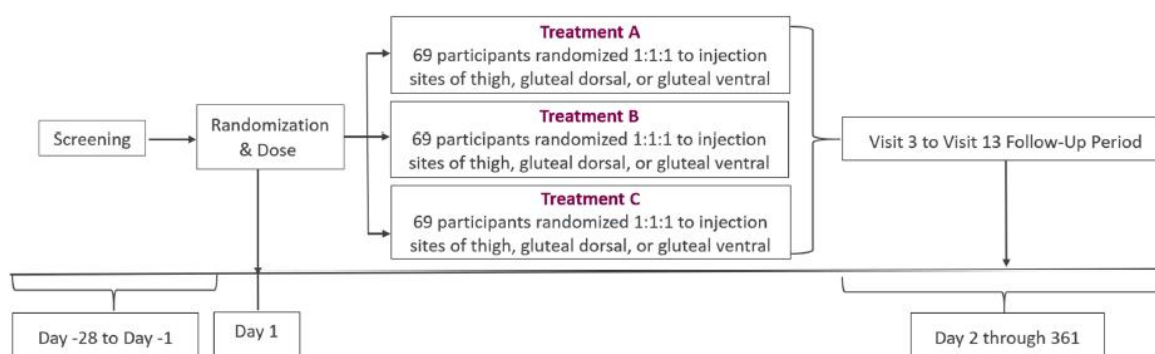 Screening
Randomization
& Dose
Treatment A
69 participants randomized 1:1:1 to injection
sites of thigh, gluteal dorsal, or gluteal ventral
Treatment B
69 participants randomized 1:1:1 to injection
sites of thigh, gluteal dorsal, or gluteal ventral
Treatment C
69 participants randomized 1:1:1 to injection
sites of thigh, gluteal dorsal, or gluteal ventral
Visit 3 to Visit 13 Follow-Up Period
Day -28 to Day -1
Day 1
Day 2 through 361